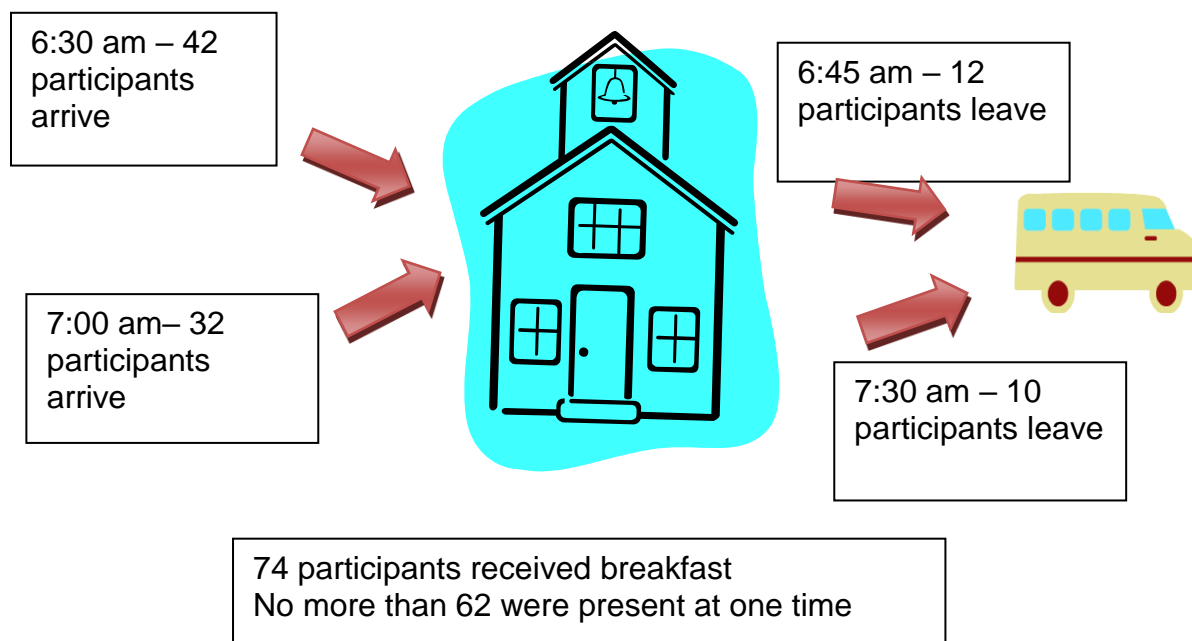 6:30 am – 42
participants
arrive
7:00 am– 32
participants
arrive
6:45 am – 12
participants leave
7:30 am – 10
participants leave
74 participants received breakfast
No more than 62 were present at one time